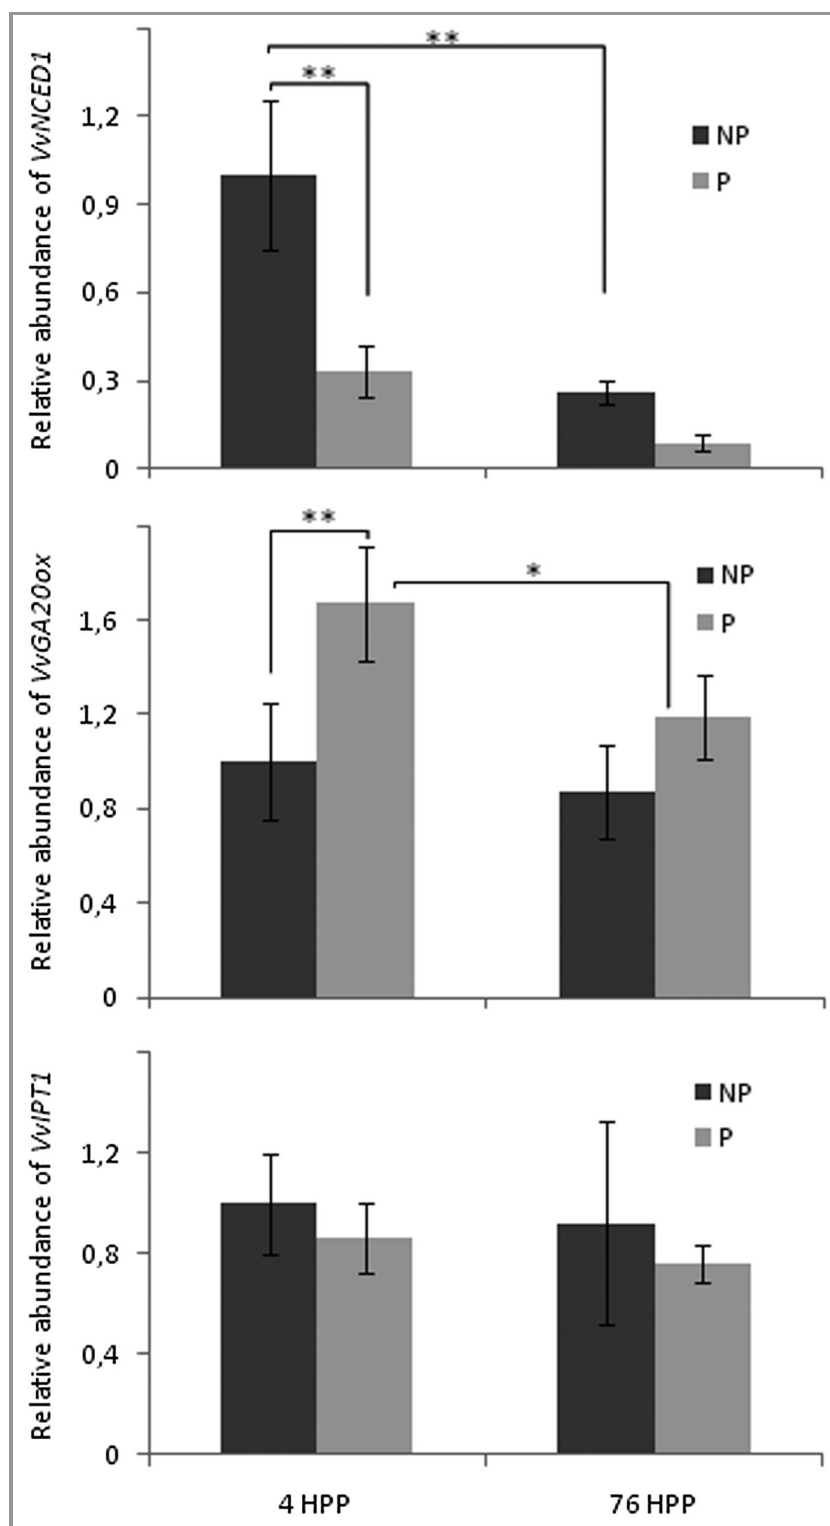 Relative abundance of VvNCED1
**
**
1,2
0,9
0,6
0,3
0
NP
P
Relative abundance of VvGA20ox
**
*
1,6
1,2
0,8
0,4
0
NP
P
Relative abundance of VvIPT1
1,2
0,8
0,4
0
NP
P
4 HPP 76 HPP